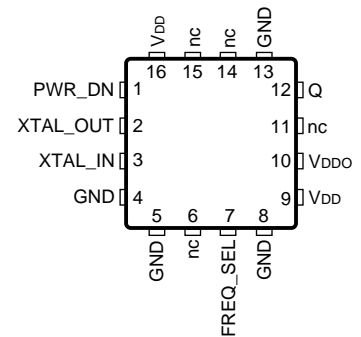 VDD
nc
nc
GND
16 15 14 13
PWR_DN 1
12 Q
XTAL_OUT 2
11 nc
XTAL_IN 3
10 VDDO
GND 4
9 VDD
5 6 7 8
GND
nc
FREQ_SEL
GND